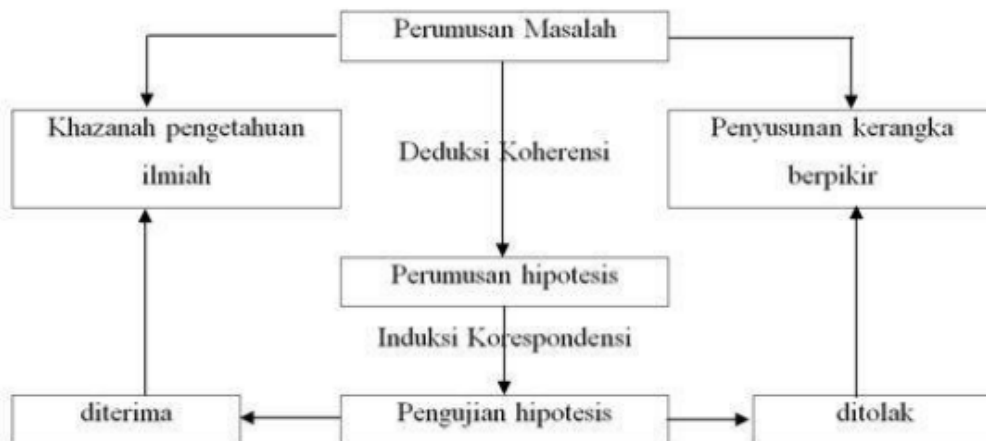 Perumusan Masalah
Khazanah pengetahuan
ilmiah
Penyusunan kerangka
berpikir
Deduksi Koherensi
Perumusan hipotesis
Induksi Korespondensi
diterima
Pengujian hipotesis
ditolak